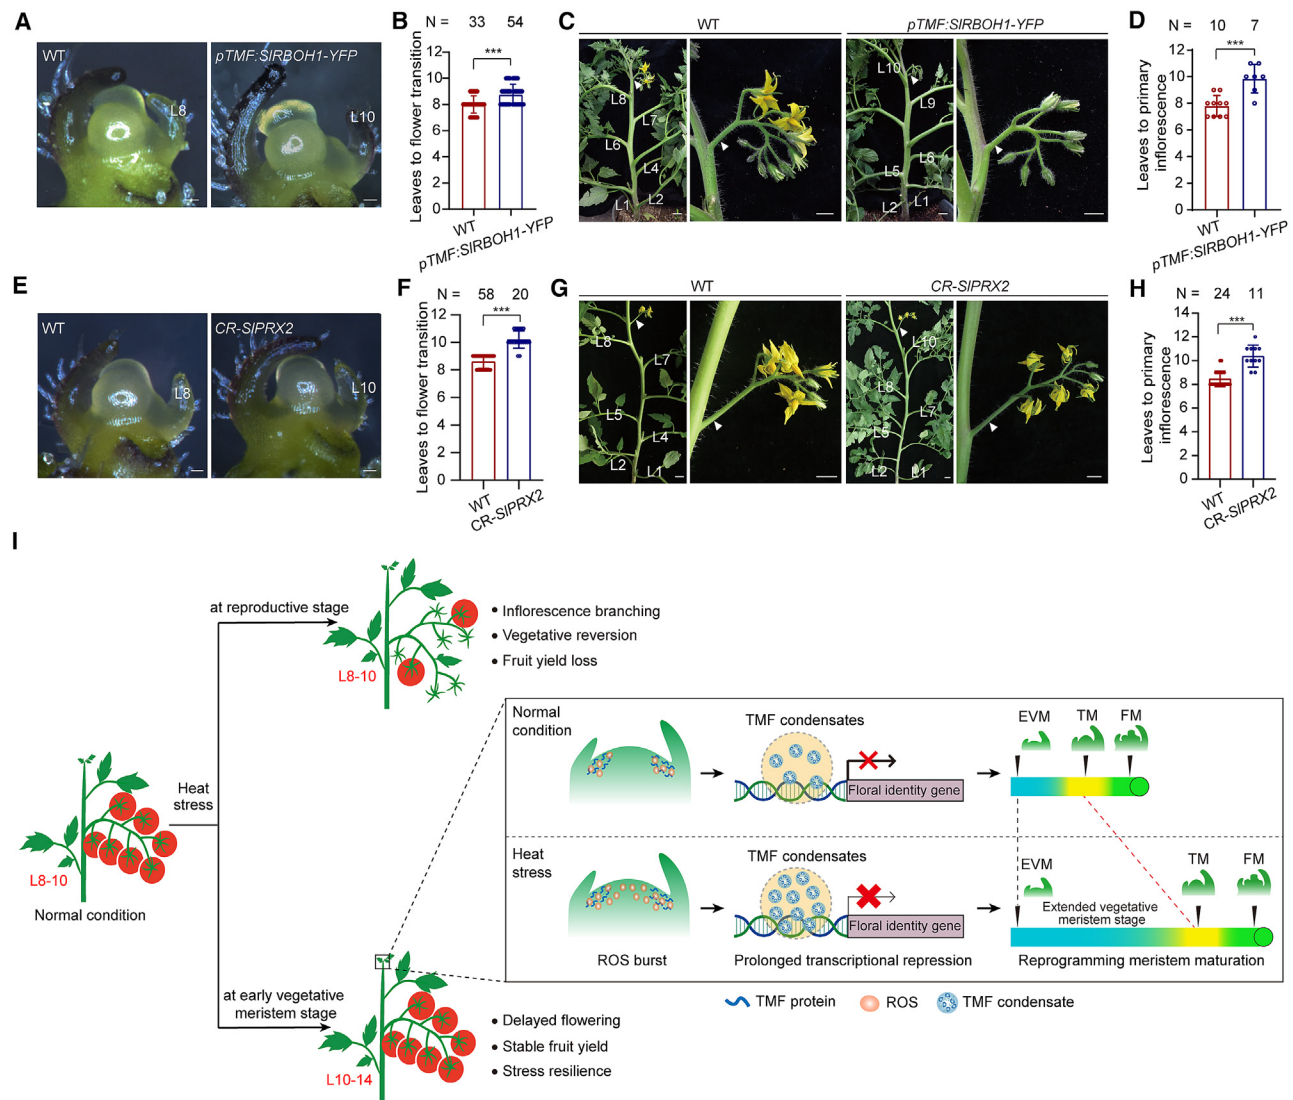 A
WT
pTMF:SlRBOH1-YFP
L8
L10
B
N = 33 54
***
Leaves to flower transition
12
10
8
6
4
2
0
WT
pTMF:SlRBOH1-YFP
C
WT
pTMF:SlRBOH1-YFP
L8
L7
L6
L4
L2
L1
L10
L9
L6
L5
L2
L1
D
N = 10 7
***
Leaves to primary
inflorescence
12
10
8
6
4
2
0
WT
pTMF:SlRBOH1-YFP
E
WT
CR-SlPRX2
L8
L10
F
N = 58 20
***
Leaves to flower transition
12
10
8
6
4
2
0
WT
CR-SlPRX2
G
WT
CR-SlPRX2
L8
L7
L5
L4
L2
L1
L10
L8
L7
L5
L2
L1
H
N = 24 11
***
Leaves to primary
inflorescence
14
12
10
8
6
4
2
0
WT
CR-SlPRX2
I
at reproductive stage
L8-10
• Inflorescence branching
• Vegetative reversion
• Fruit yield loss
Heat
stress
L8-10
Normal condition
at early vegetative
meristem stage
L10-14
• Delayed flowering
• Stable fruit yield
• Stress resilience
Normal
condition
TMF condensates
Floral identity gene
EVM
TM
FM
Heat
stress
TMF condensates
Floral identity gene
EVM
TM
FM
Extended vegetative
meristem stage
ROS burst
Prolonged transcriptional repression
Reprogramming meristem maturation
TMF protein
ROS
TMF condensate